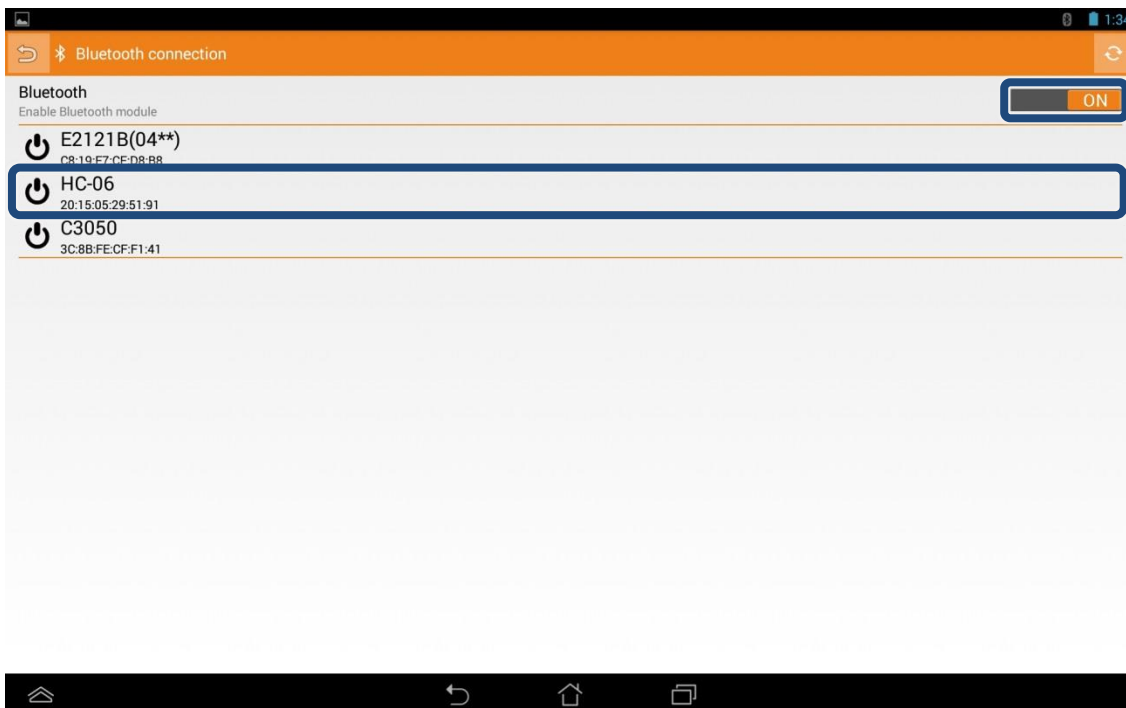 1:34
Bluetooth connection
Bluetooth
Enable Bluetooth module
ON
E2121B(04**)
C8:19:F7:CF:D8:B8
HC-06
20:15:05:29:51:91
C3050
3C:8B:FE:CF:F1:41